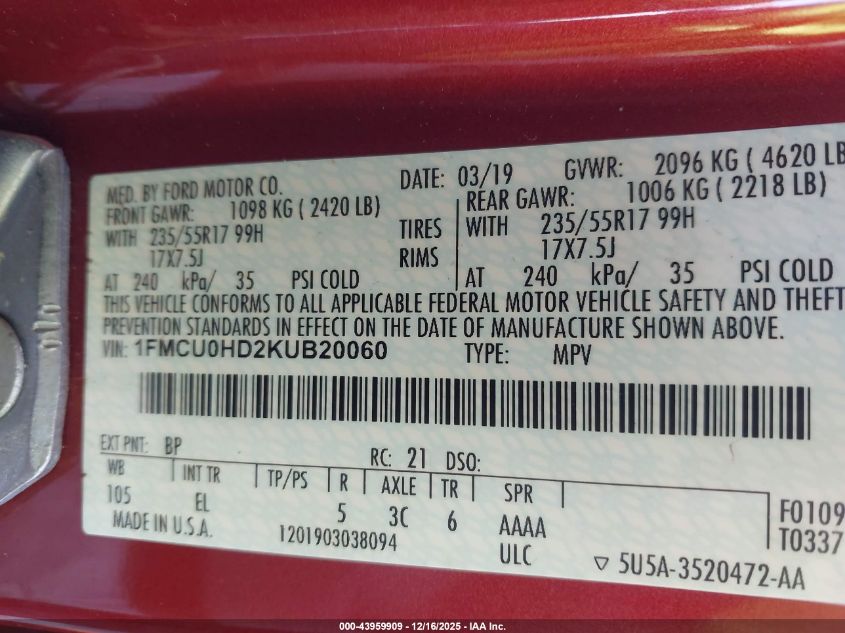 MFD. BY FORD MOTOR CO. DATE: 03/19 GVWR: 2096 KG ( 4620 LB
FRONT GAWR: 1098 KG ( 2420 LB) REAR GAWR: 1006 KG ( 2218 LB)
WITH 235/55R17 99H TIRES WITH 235/55R17 99H
17X7.5J RIMS 17X7.5J
AT 240 kPa/ 35 PSI COLD AT 240 kPa/ 35 PSI COLD
THIS VEHICLE CONFORMS TO ALL APPLICABLE FEDERAL MOTOR VEHICLE SAFETY AND THEFT
PREVENTION STANDARDS IN EFFECT ON THE DATE OF MANUFACTURE SHOWN ABOVE.
VIN: 1FMCU0HD2KUB20060 TYPE: MPV
EXT PNT: BP RC: 21 DSO:
WB INT TR TP/PS R AXLE TR SPR
105 EL 5 3C 6 AAAA F0109
MADE IN U.S.A. 1201903038094 ULC T0337
▽ 5U5A-3520472-AA
000-43959909 - 12/16/2025 - IAA Inc.